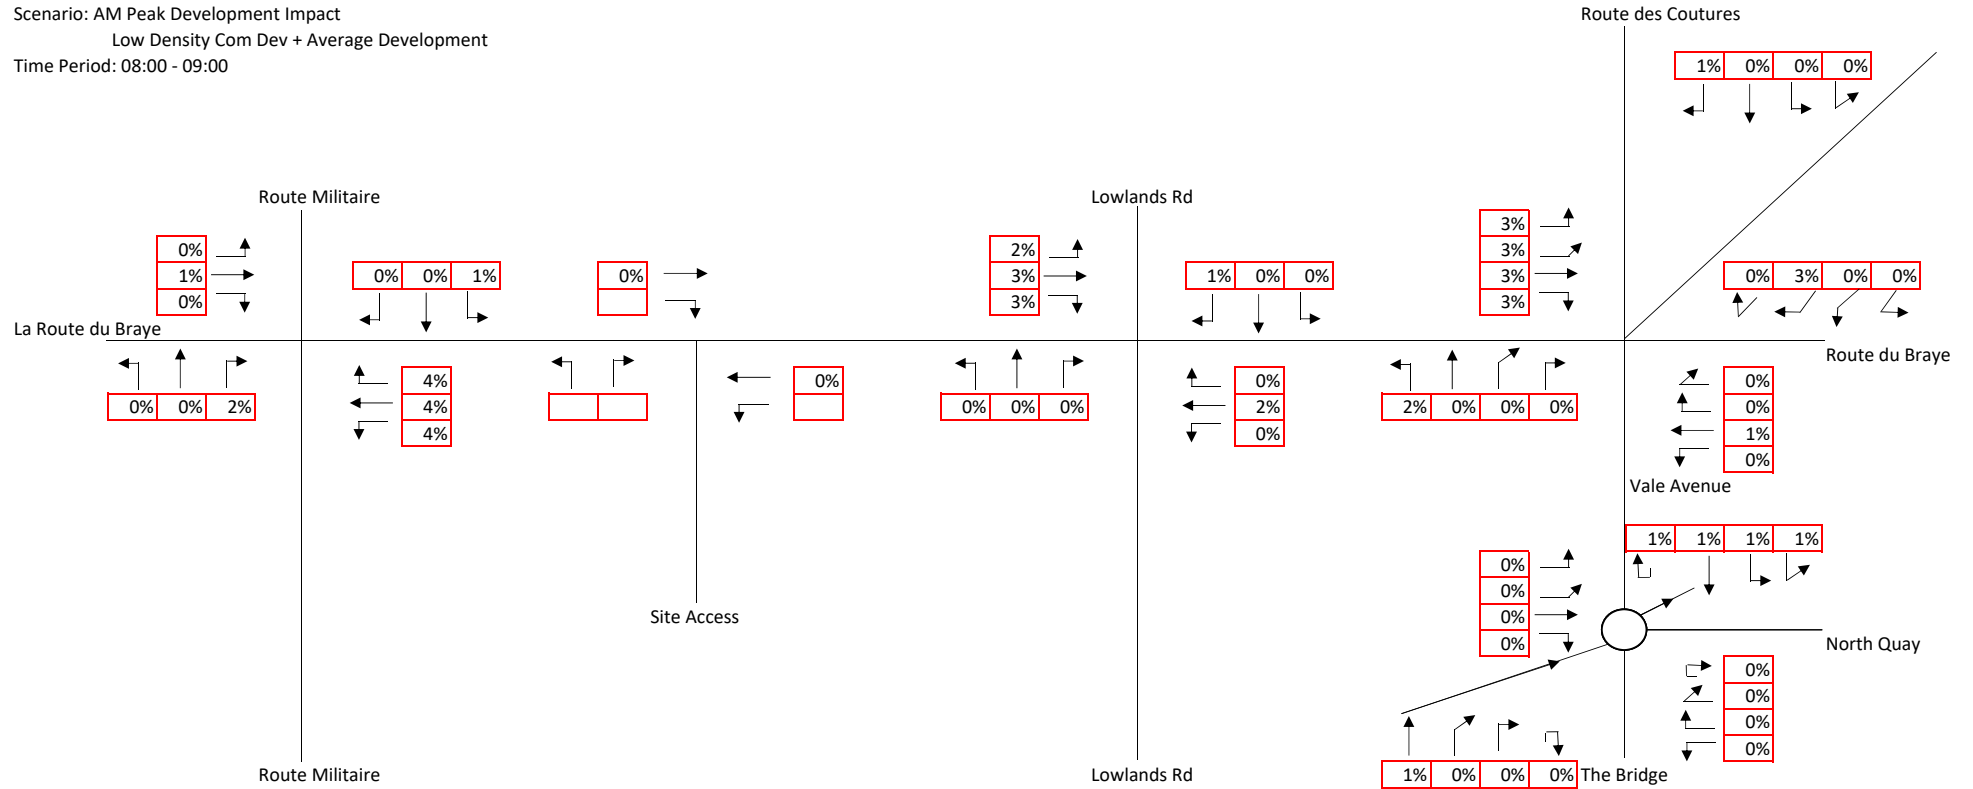 Scenario: AM Peak Development Impact
Low Density Com Dev + Average Development
Time Period: 08:00 - 09:00
Route des Coutures
1% 0% 0% 0%
Route Militaire
Lowlands Rd
0%
1%
0%
0% 0% 1%
0%
2%
3%
3%
1% 0% 0%
3%
3%
3%
3%
0% 3% 0% 0%
La Route du Braye
Route du Braye
0% 0% 2%
4%
4%
4%
0%
0% 0% 0%
0%
2%
0%
2% 0% 0% 0%
0%
0%
1%
0%
Vale Avenue
1% 1% 1% 1%
0%
0%
0%
0%
Site Access
North Quay
0%
0%
0%
0%
1% 0% 0% 0%
Route Militaire
Lowlands Rd
The Bridge